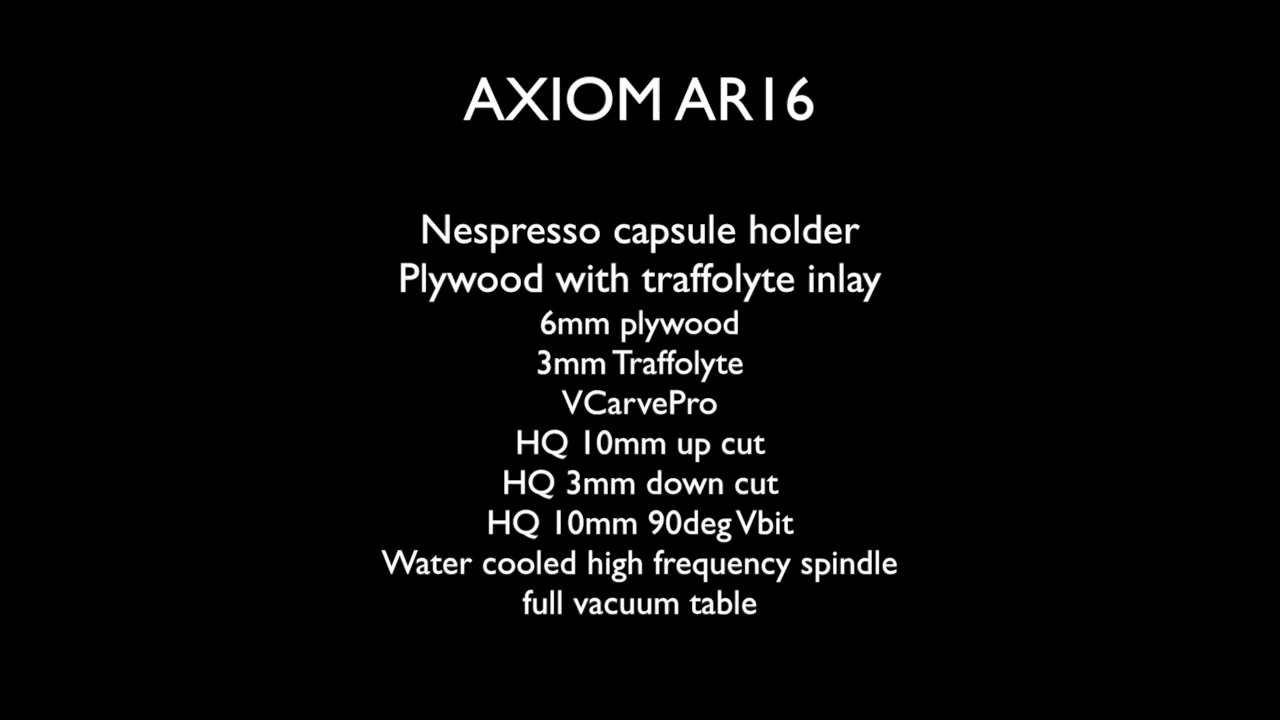 AXIOM AR16
Nespresso capsule holder
Plywood with traffolyte inlay
6mm plywood
3mm Traffolyte
VCarvePro
HQ 10mm up cut
HQ 3mm down cut
HQ 10mm 90deg Vbit
Water cooled high frequency spindle
full vacuum table